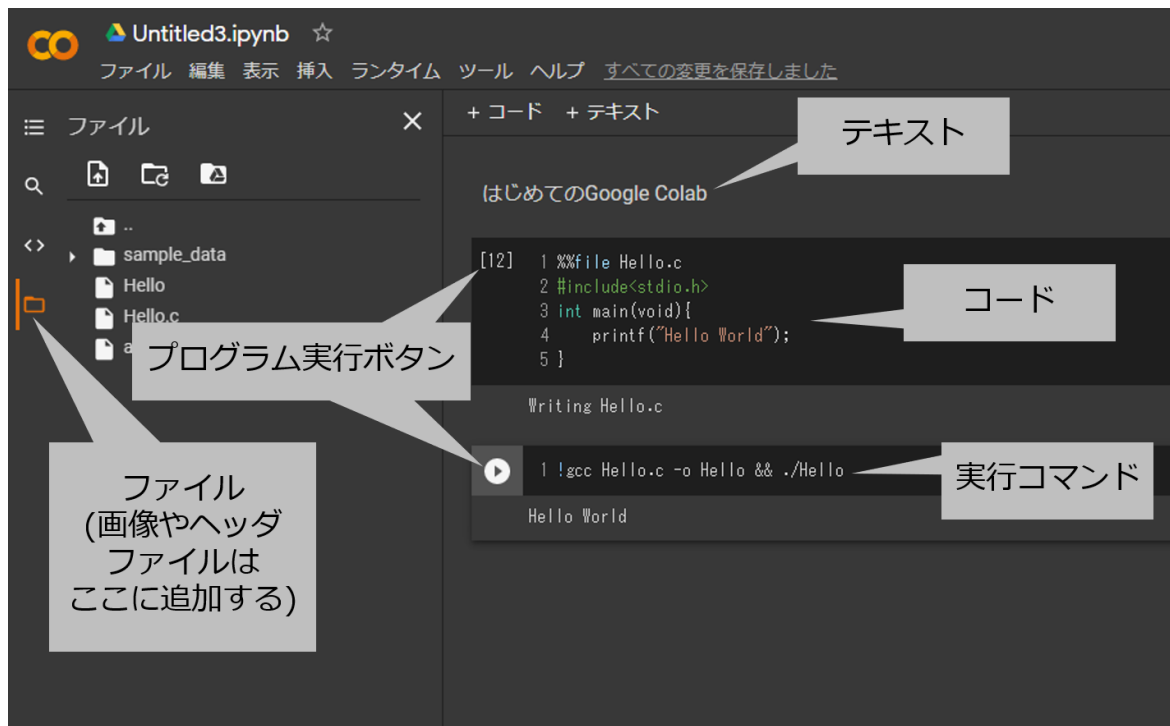 CO Untitled3.ipynb
ファイル 編集 表示 挿入 ランタイム ツール ヘルプ すべての変更を保存しました
ファイル
..
sample_data
Hello
Hello.c
a
+ コード + テキスト
テキスト
はじめてのGoogle Colab
[12]
1 %%file Hello.c
2 #include<stdio.h>
3 int main(void){
4 printf("Hello World");
5 }
コード
プログラム実行ボタン
Writing Hello.c
1 !gcc Hello.c -o Hello && ./Hello
実行コマンド
Hello World
ファイル
(画像やヘッダ
ファイルは
ここに追加する)